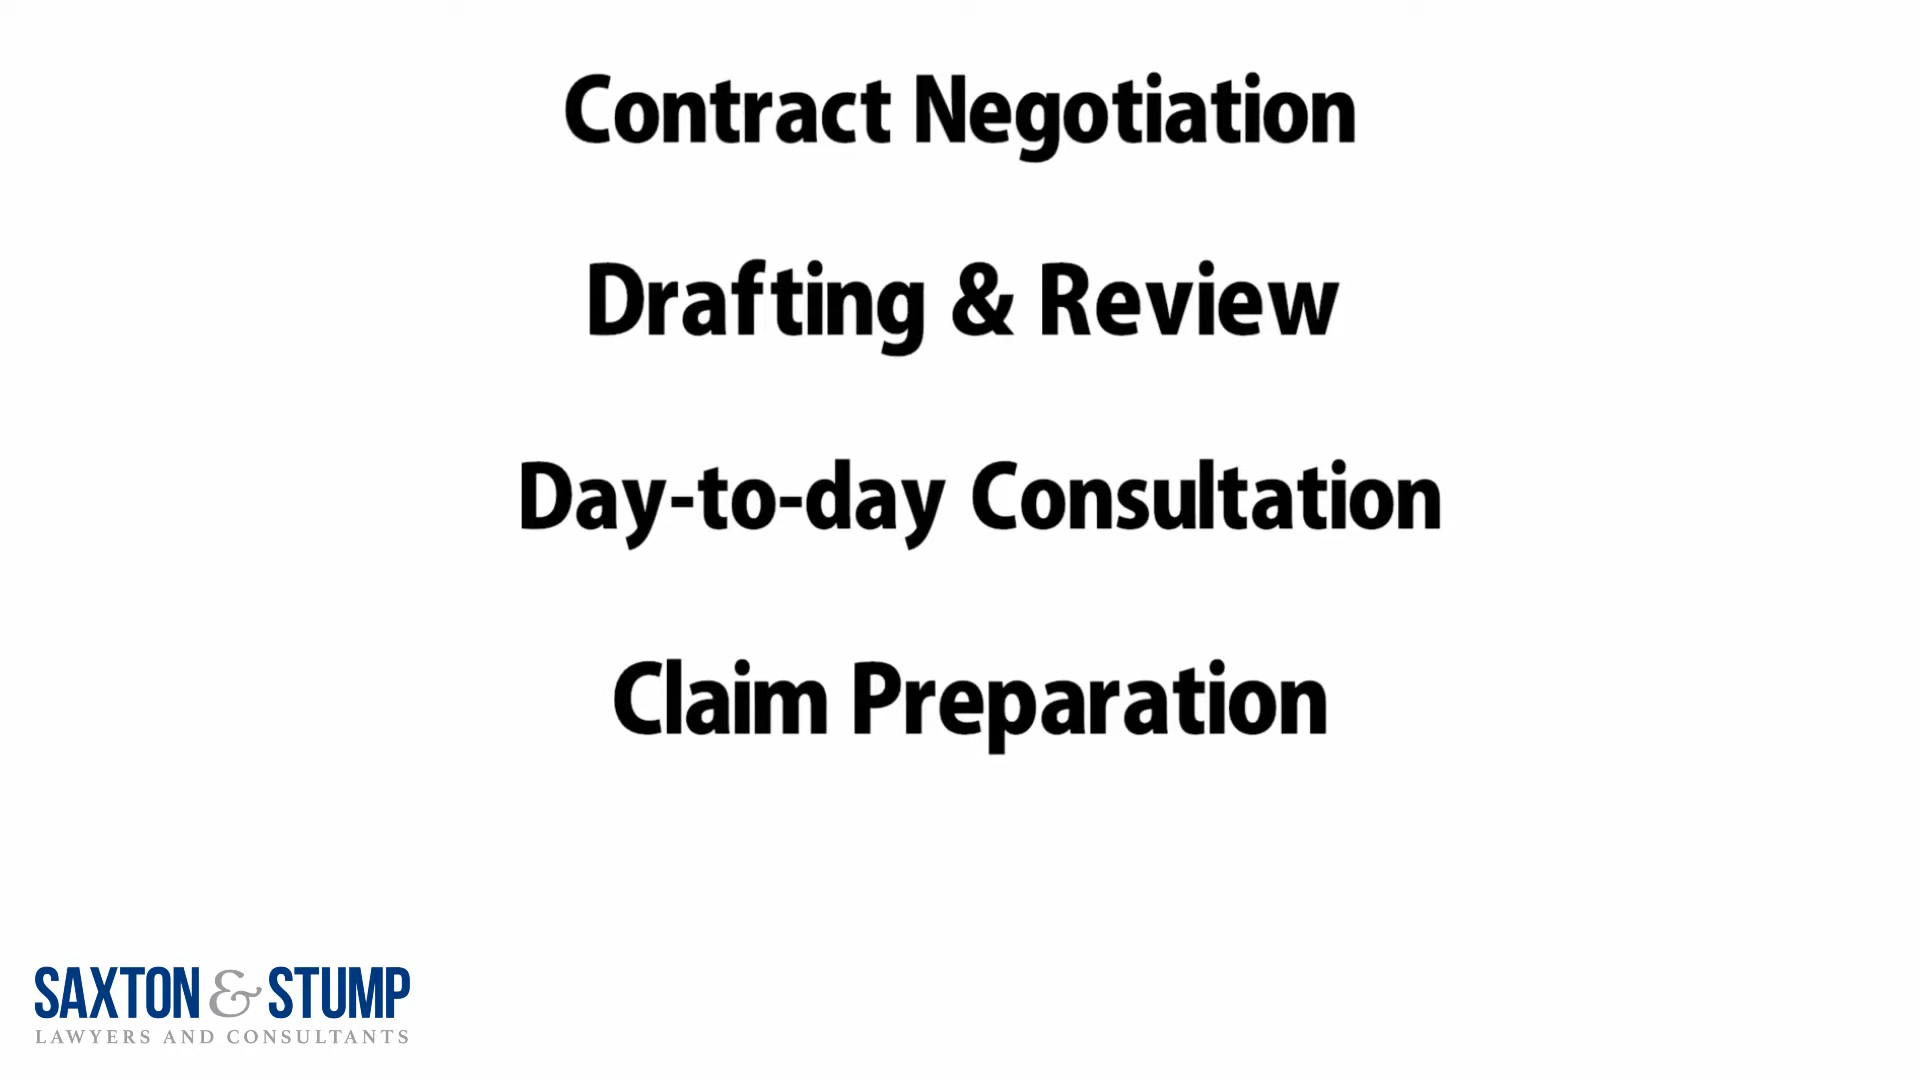 Contract Negotiation
Drafting & Review
Day-to-day Consultation
Claim Preparation
SAXTON & STUMP
LAWYERS AND CONSULTANTS